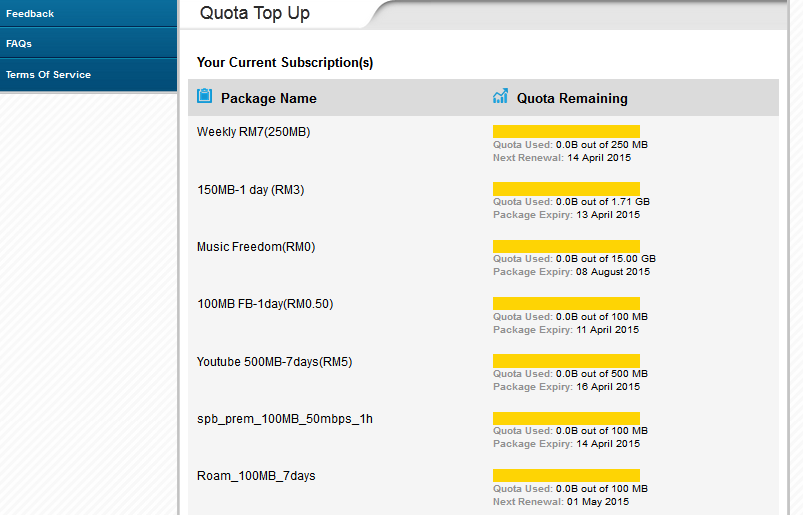 Feedback
FAQs
Terms Of Service
Quota Top Up
Your Current Subscription(s)
Package Name Quota Remaining
Weekly RM7(250MB)
Quota Used: 0.0B out of 250 MB
Next Renewal: 14 April 2015
150MB-1 day (RM3)
Quota Used: 0.0B out of 1.71 GB
Package Expiry: 13 April 2015
Music Freedom(RM0)
Quota Used: 0.0B out of 15.00 GB
Package Expiry: 08 August 2015
100MB FB-1day(RM0.50)
Quota Used: 0.0B out of 100 MB
Package Expiry: 11 April 2015
Youtube 500MB-7days(RM5)
Quota Used: 0.0B out of 500 MB
Package Expiry: 16 April 2015
spb_prem_100MB_50mbps_1h
Quota Used: 0.0B out of 100 MB
Package Expiry: 14 April 2015
Roam_100MB_7days
Quota Used: 0.0B out of 100 MB
Next Renewal: 01 May 2015